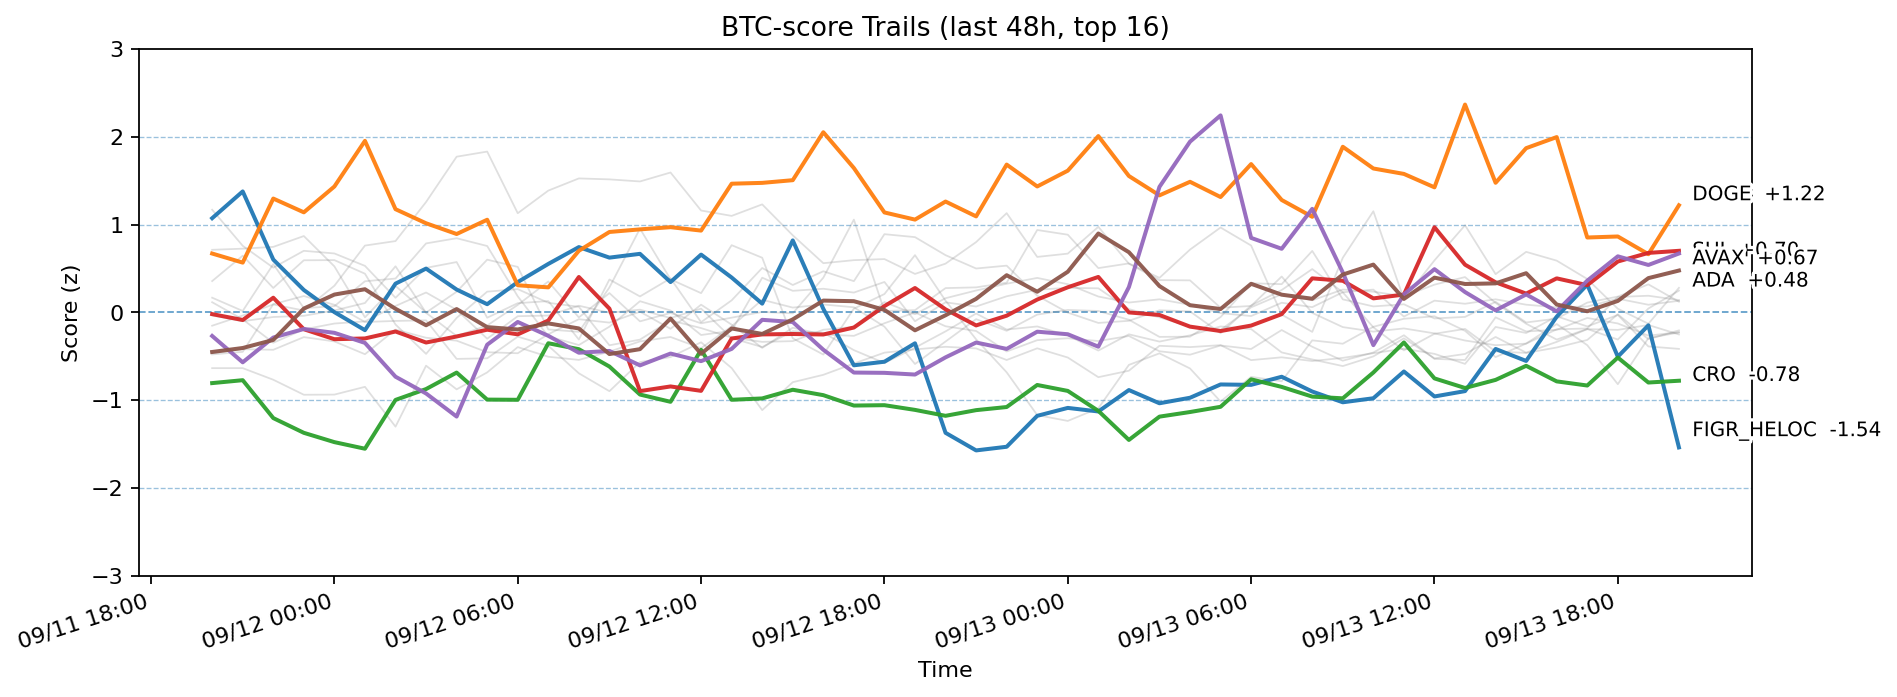 BTC-score Trails (last 48h, top 16)
Score (z)
3
2
1
0
−1
−2
−3
DOGE +1.22
+0.70
AVAX +0.67
ADA +0.48
CRO -0.78
FIGR_HELOC -1.54
09/11 18:00
09/12 00:00
09/12 06:00
09/12 12:00
09/12 18:00
09/13 00:00
09/13 06:00
09/13 12:00
09/13 18:00
Time